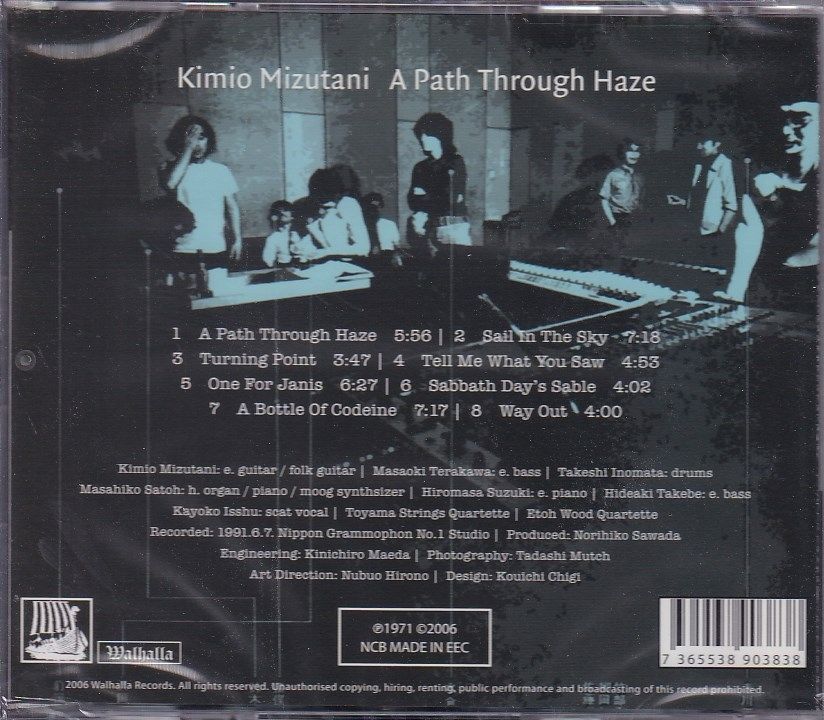 Kimio Mizutani A Path Through Haze
1 A Path Through Haze 5:56 | 2 Sail In The Sky 7:18
3 Turning Point 3:47 | 4 Tell Me What You Saw 4:53
5 One For Janis 6:27 | 6 Sabbath Day's Sable 4:02
7 A Bottle Of Codeine 7:17 | 8 Way Out 4:00
Kimio Mizutani: e. guitar / folk guitar | Masaoki Terakawa: e. bass | Takeshi Inomata: drums
Masahiko Satoh: h. organ / piano / moog synthsizer | Hiromasa Suzuki: e. piano | Hideaki Takebe: e. bass
Kayoko Isshu: scat vocal | Toyama Strings Quartette | Etoh Wood Quartette
Recorded: 1991.6.7. Nippon Grammophon No.1 Studio | Produced: Norihiko Sawada
Engineering: Kinichiro Maeda | Photography: Tadashi Mutch
Art Direction: Nubuo Hirono | Design: Kouichi Chigi
Walhalla
℗1971 ©2006
NCB MADE IN EEC
7 365538 903838
2006 Walhalla Records. All rights reserved. Unauthorised copying, hiring, renting, public performance and broadcasting of this record prohibited.